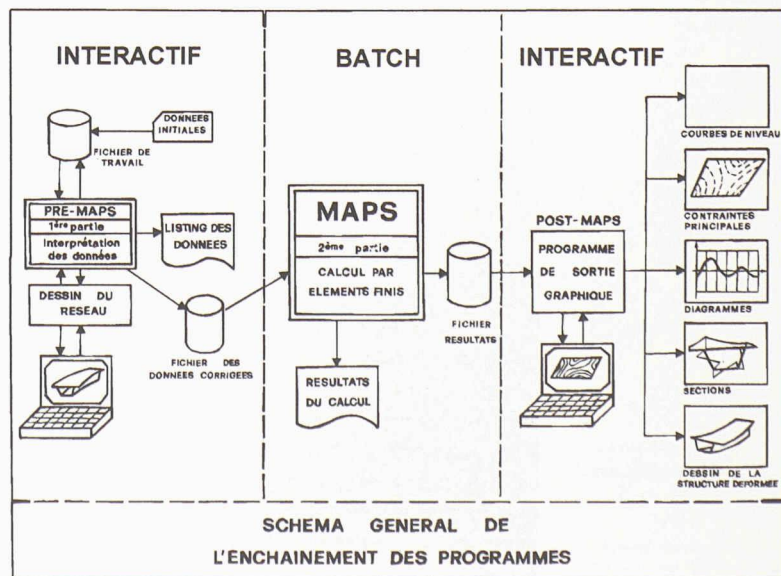 INTERACTIF
DONNEES
INITIALES
FICHIER DE
TRAVAIL
PRE-MAPS
1ère partie
Interprétation
des données
LISTING DES
DONNEES
DESSIN DU
RESEAU
FICHIER DES
DONNÉES CORRIGÉES
BATCH
MAPS
2ème partie
CALCUL PAR
ELEMENTS FINIS
FICHIER
RESULTATS
RESULTATS
DU CALCUL
INTERACTIF
POST-MAPS
PROGRAMME
DE SORTIE
GRAPHIQUE
COURBES DE NIVEAU
CONTRAINTES
PRINCIPALES
DIAGRAMMES
SECTIONS
DESSIN DE LA
STRUCTURE DEFORMÉE
SCHEMA GENERAL DE
L'ENCHAINEMENT DES PROGRAMMES